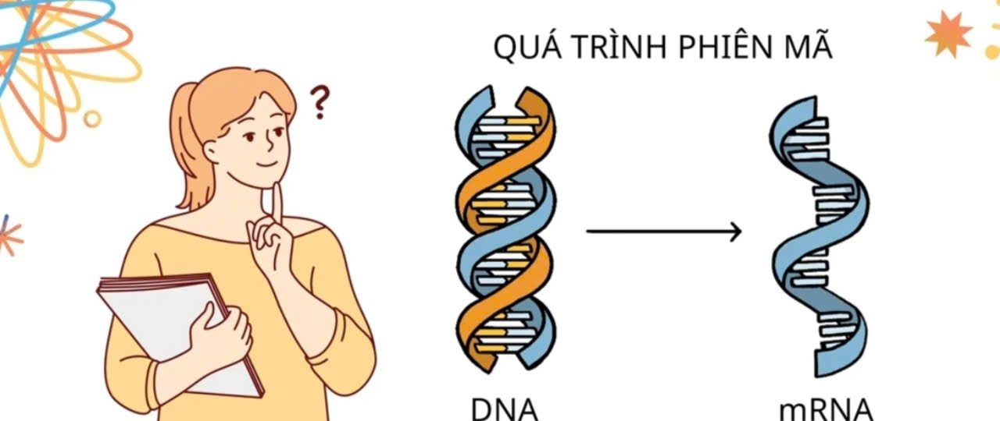 QUÁ TRÌNH PHIÊN MÃ
?
DNA
mRNA